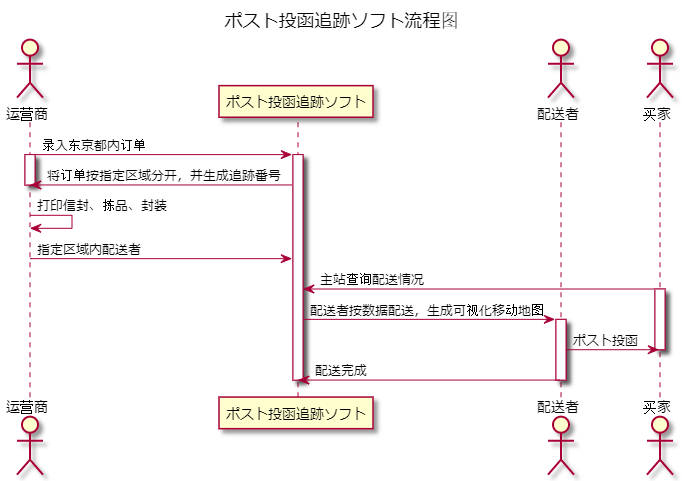 ポスト投函追跡ソフト流程图
运营商
ポスト投函追跡ソフト
配送者
买家
录入东京都内订单
将订单按指定区域分开，并生成追跡番号
打印信封、拣品、封装
指定区域内配送者
主站查询配送情况
配送者按数据配送，生成可视化移动地图
ポスト投函
配送完成
运营商
ポスト投函追跡ソフト
配送者
买家